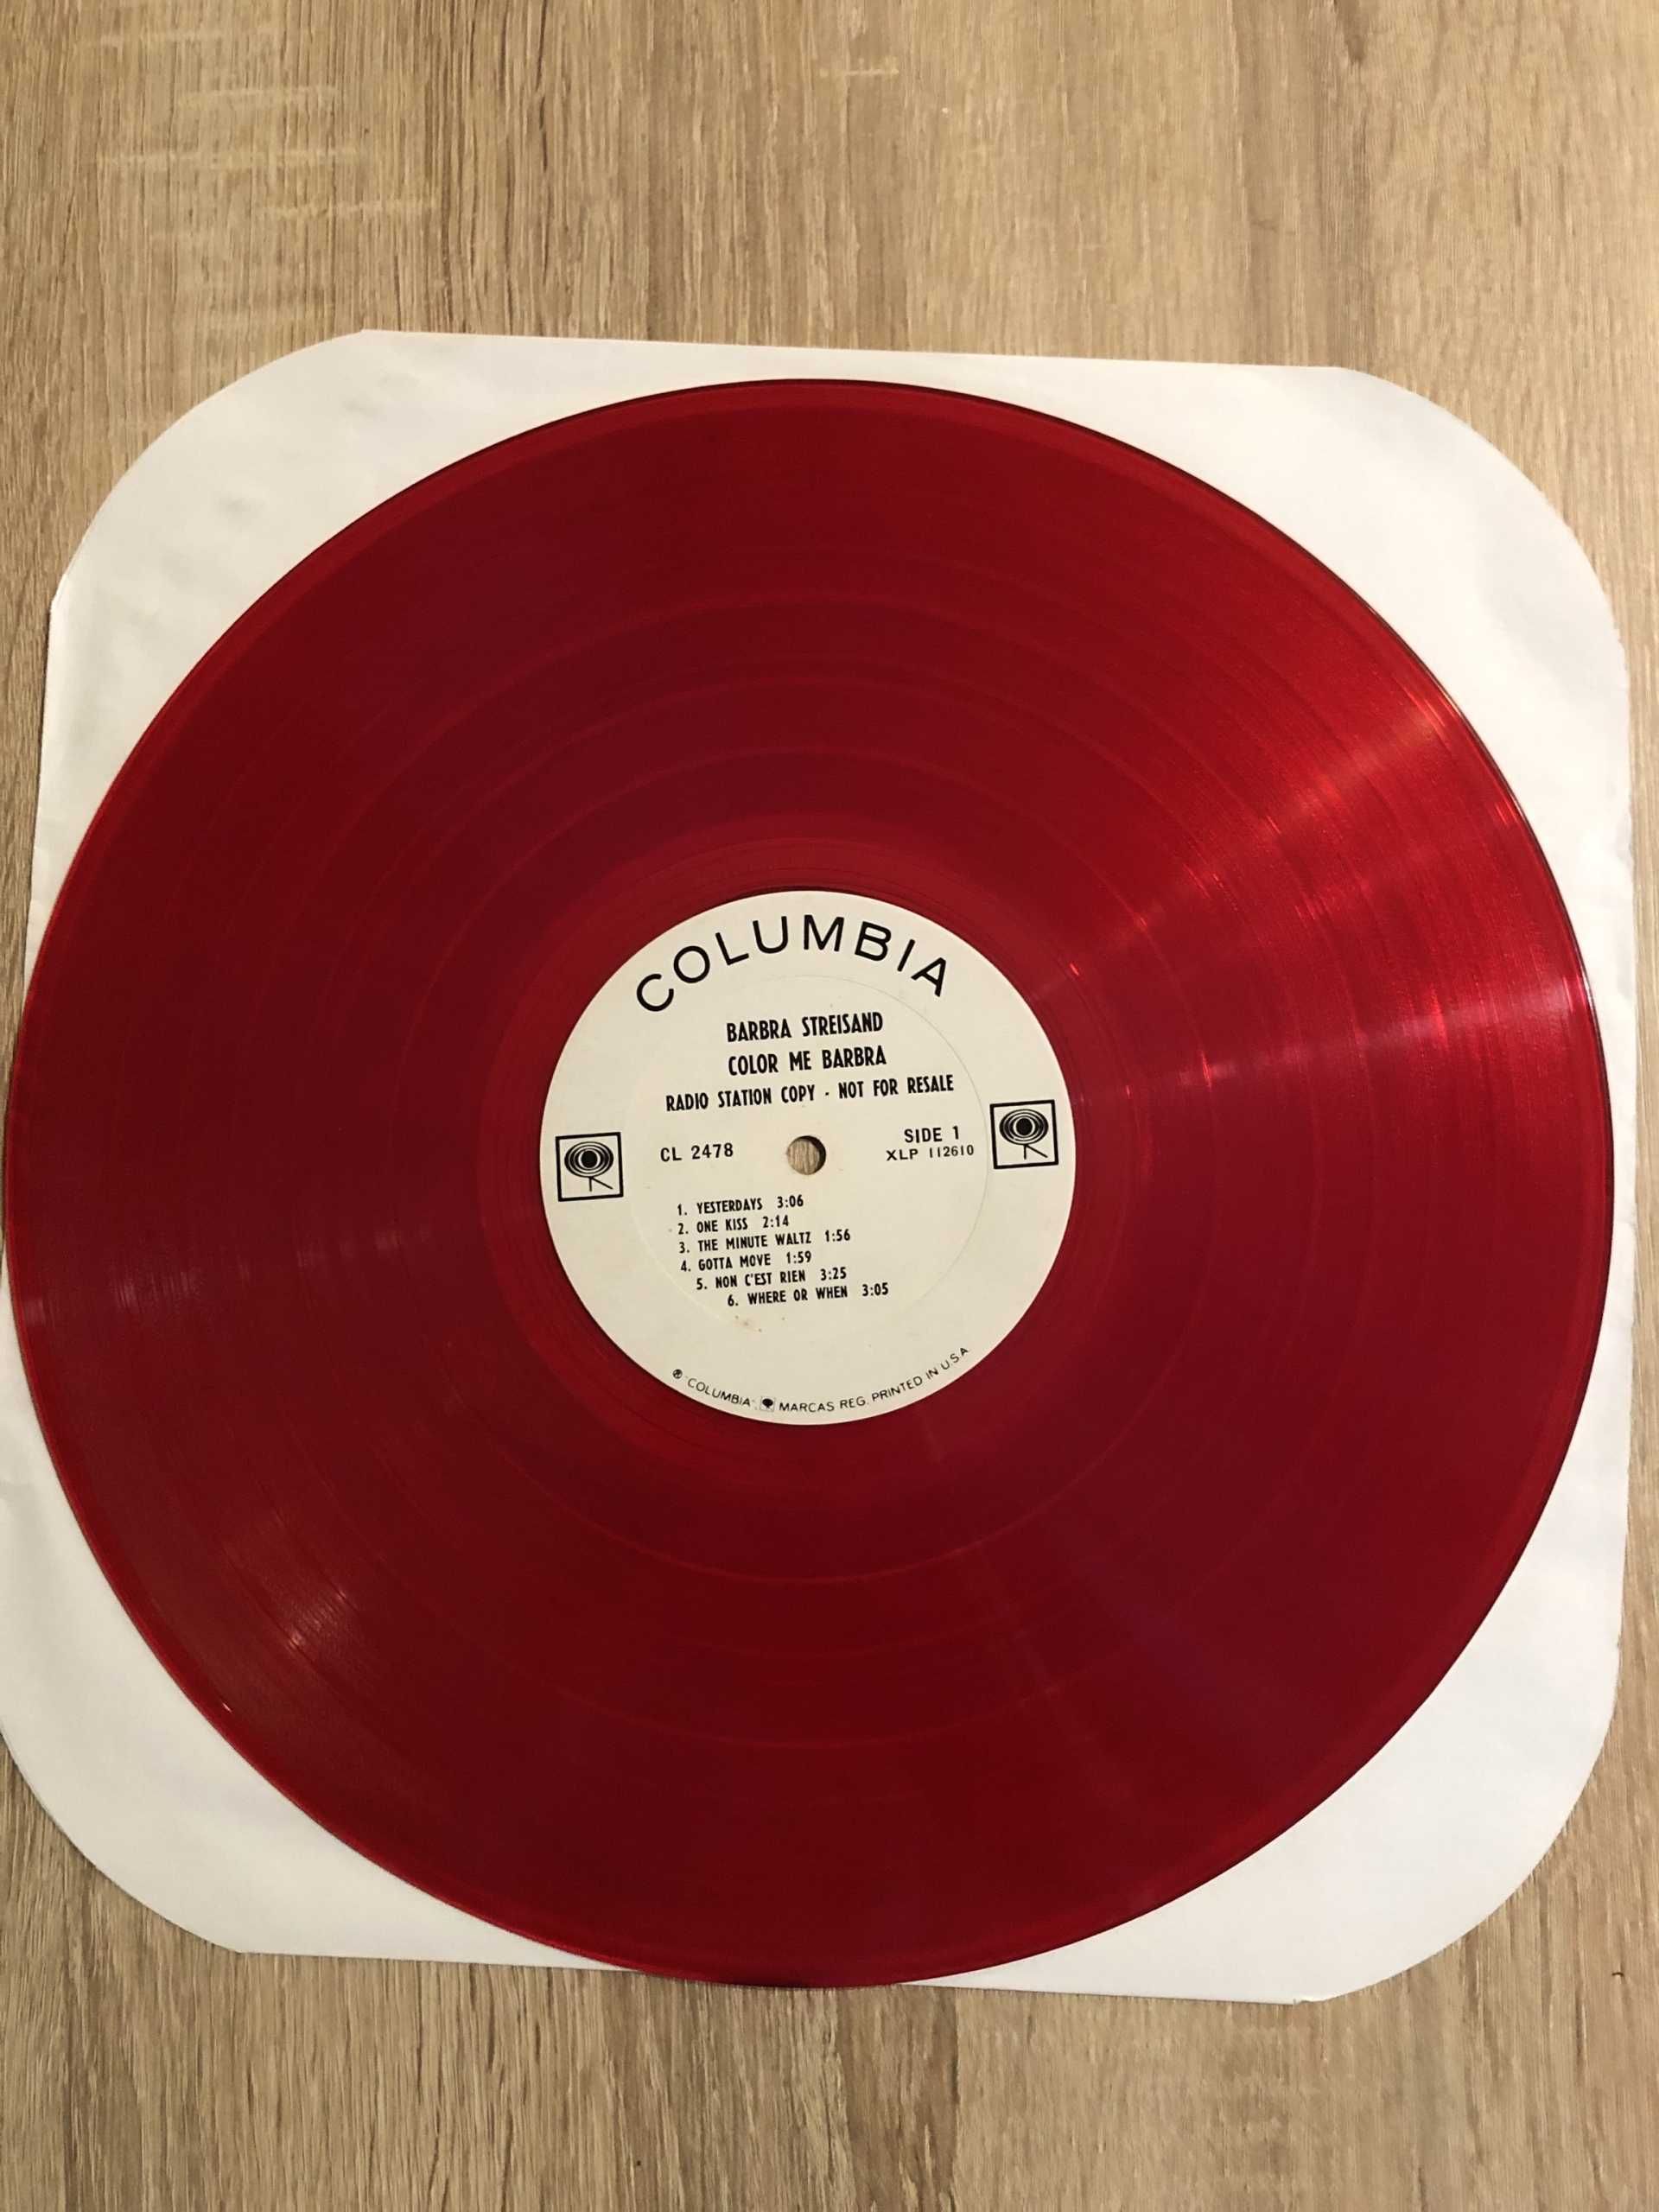 COLUMBIA
BARBRA STREISAND
COLOR ME BARBRA
RADIO STATION COPY - NOT FOR RESALE
CL 2478
SIDE 1
XLP 112610
1. YESTERDAYS 3:06
2. ONE KISS 2:14
3. THE MINUTE WALTZ 1:56
4. GOTTA MOVE 1:59
5. NON C'EST RIEN 3:25
6. WHERE OR WHEN 3:05
® "COLUMBIA", MARCAS REG. PRINTED IN U.S.A